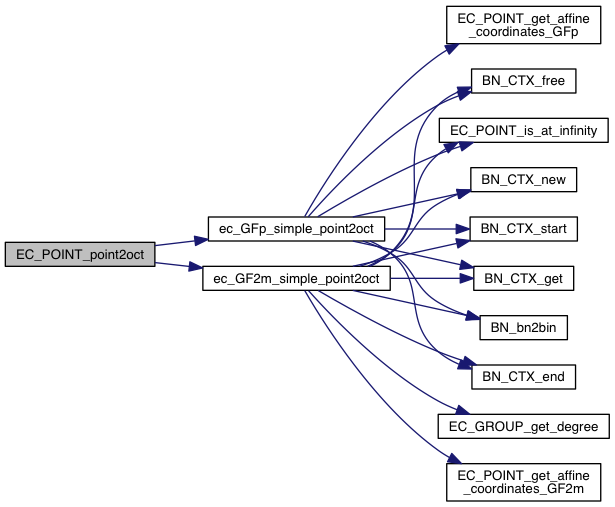 EC_POINT_point2oct
ec_GFp_simple_point2oct
ec_GF2m_simple_point2oct
EC_POINT_get_affine
_coordinates_GFp
BN_CTX_free
EC_POINT_is_at_infinity
BN_CTX_new
BN_CTX_start
BN_CTX_get
BN_bn2bin
BN_CTX_end
EC_GROUP_get_degree
EC_POINT_get_affine
_coordinates_GF2m